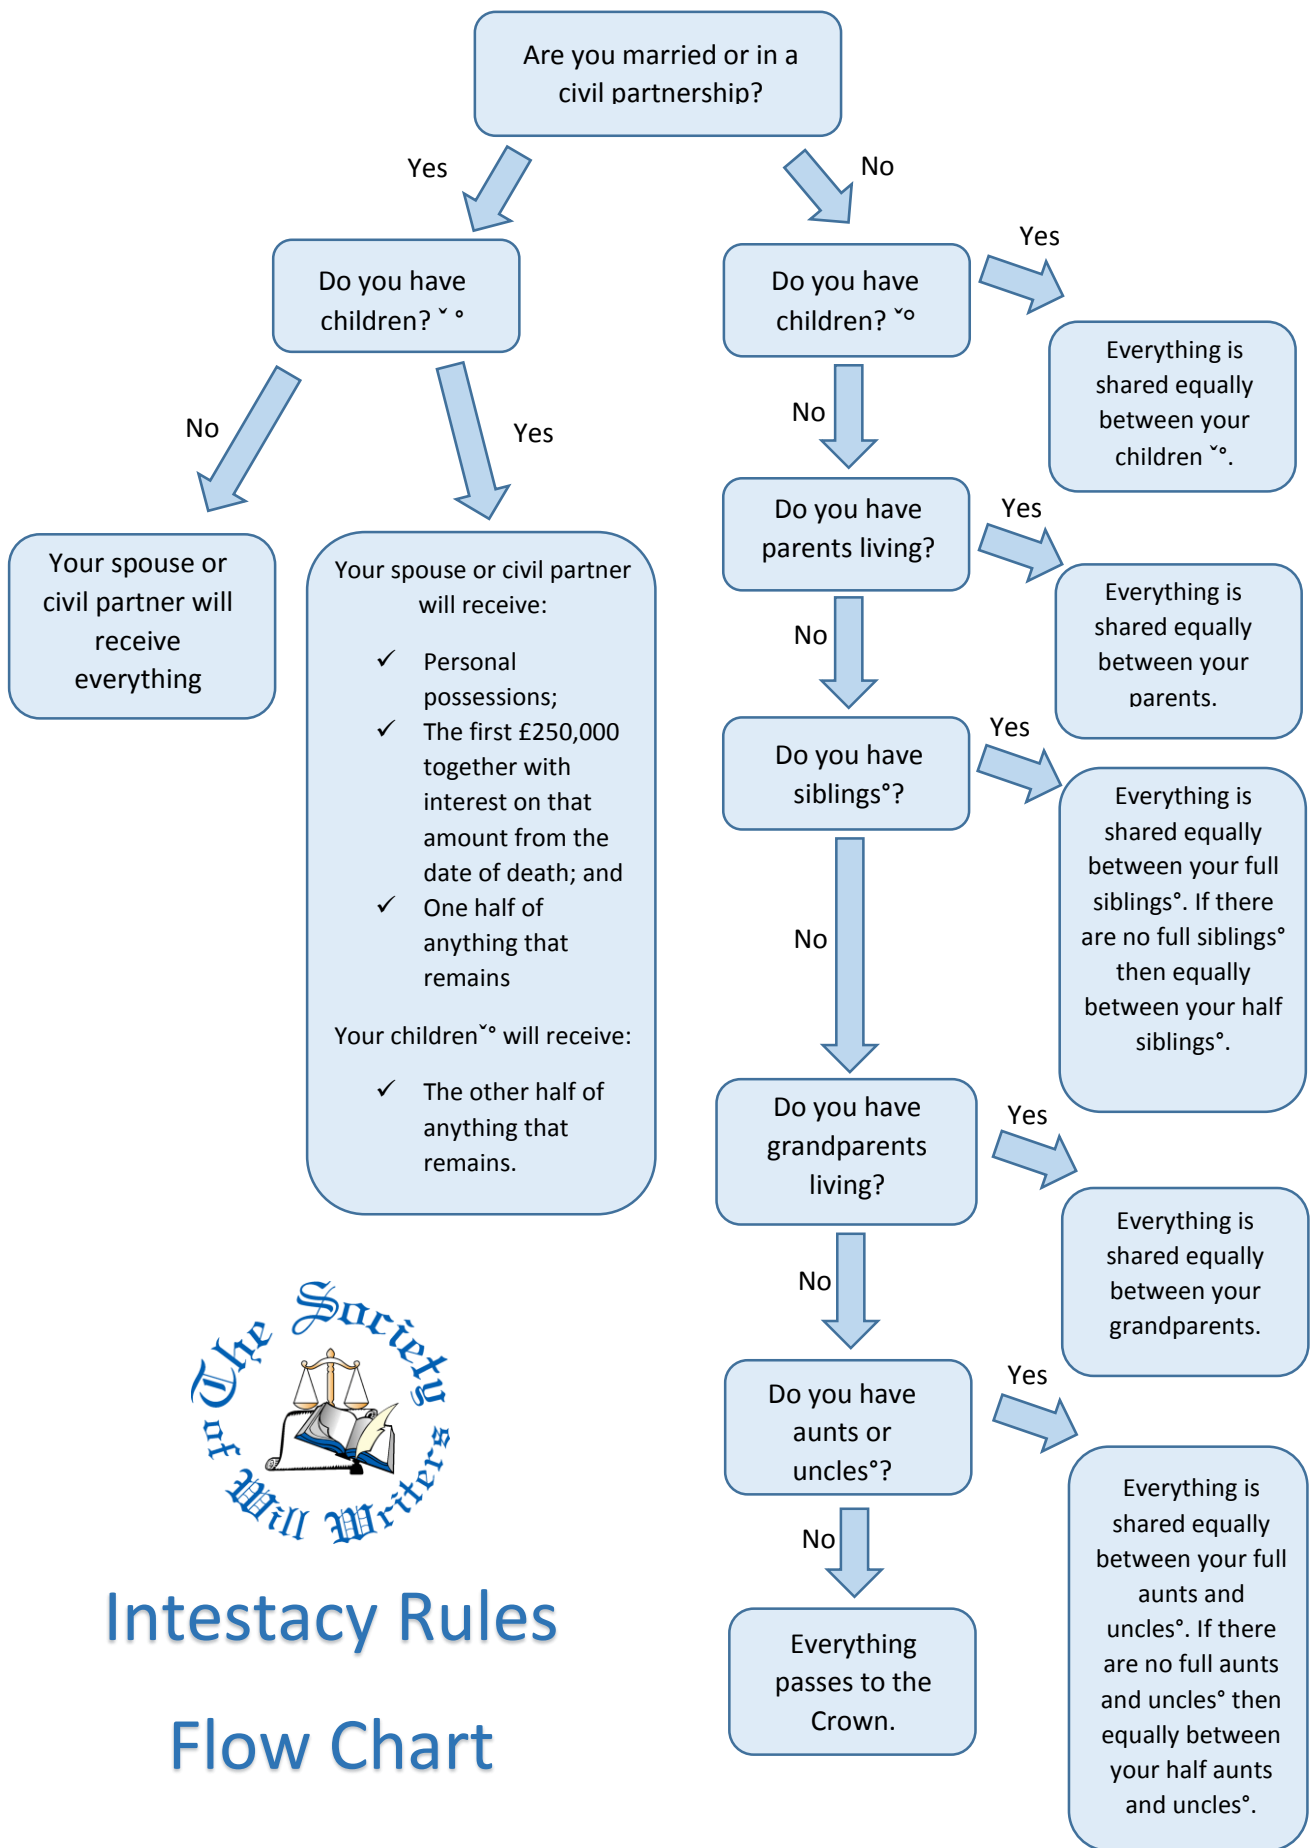 Are you married or in a
civil partnership?
Yes
No
Do you have
children? ˇ °
Do you have
children? ˇ°
Yes
Everything is
shared equally
between your
children ˇ°.
No
Yes
No
Your spouse or
civil partner will
receive
everything
Your spouse or civil partner
will receive:
✓ Personal
possessions;
✓ The first £250,000
together with
interest on that
amount from the
date of death; and
✓ One half of
anything that
remains
Your childrenˇ° will receive:
✓ The other half of
anything that
remains.
Do you have
parents living?
Yes
Everything is
shared equally
between your
parents.
No
Do you have
siblings°?
Yes
Everything is
shared equally
between your full
siblings°. If there
are no full siblings°
then equally
between your half
siblings°.
No
Do you have
grandparents
living?
Yes
Everything is
shared equally
between your
grandparents.
No
Do you have
aunts or
uncles°?
Yes
Everything is
shared equally
between your full
aunts and
uncles°. If there
are no full aunts
and uncles° then
equally between
your half aunts
and uncles°.
No
Everything
passes to the
Crown.
The Society
of Will Writers
Intestacy Rules
Flow Chart